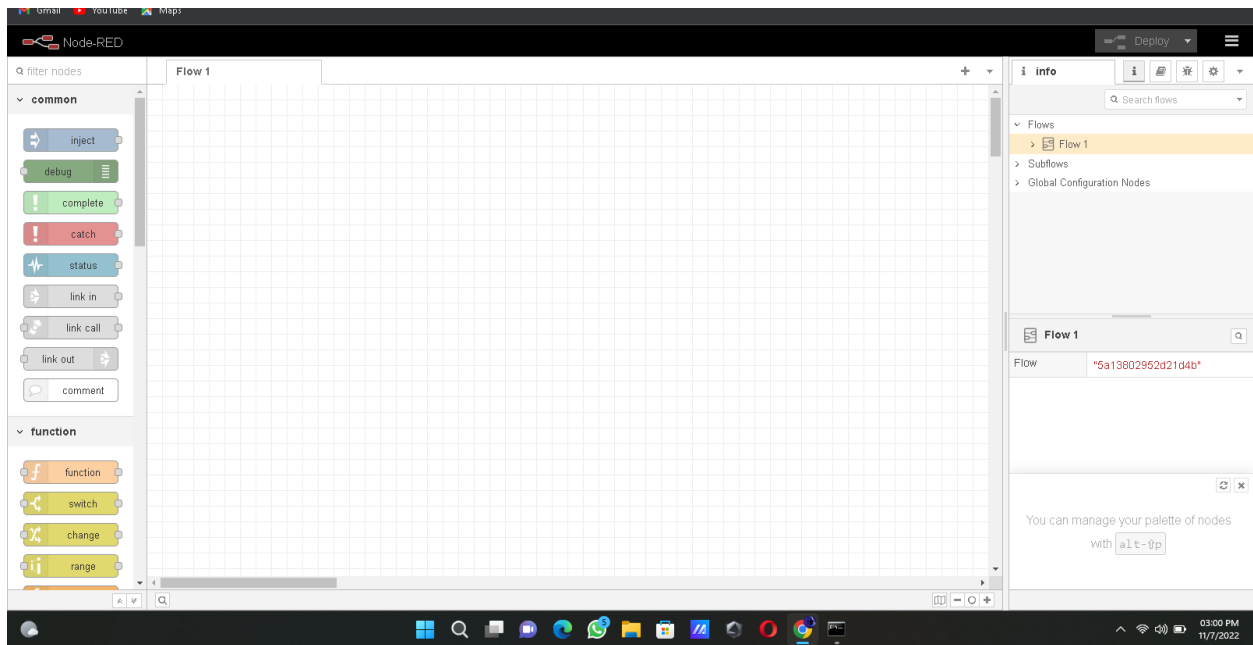 Gmail YouTube Maps
Node-RED Deploy
filter nodes
Flow 1
i info
i
common
Search flows
inject
debug
complete
catch
status
link in
link call
link out
comment
function
function
switch
change
range
Flows
Flow 1
Subflows
Global Configuration Nodes
Flow 1
Flow "5a13802952d21d4b"
You can manage your palette of nodes
with alt-⇧p
5
03:00 PM
11/7/2022